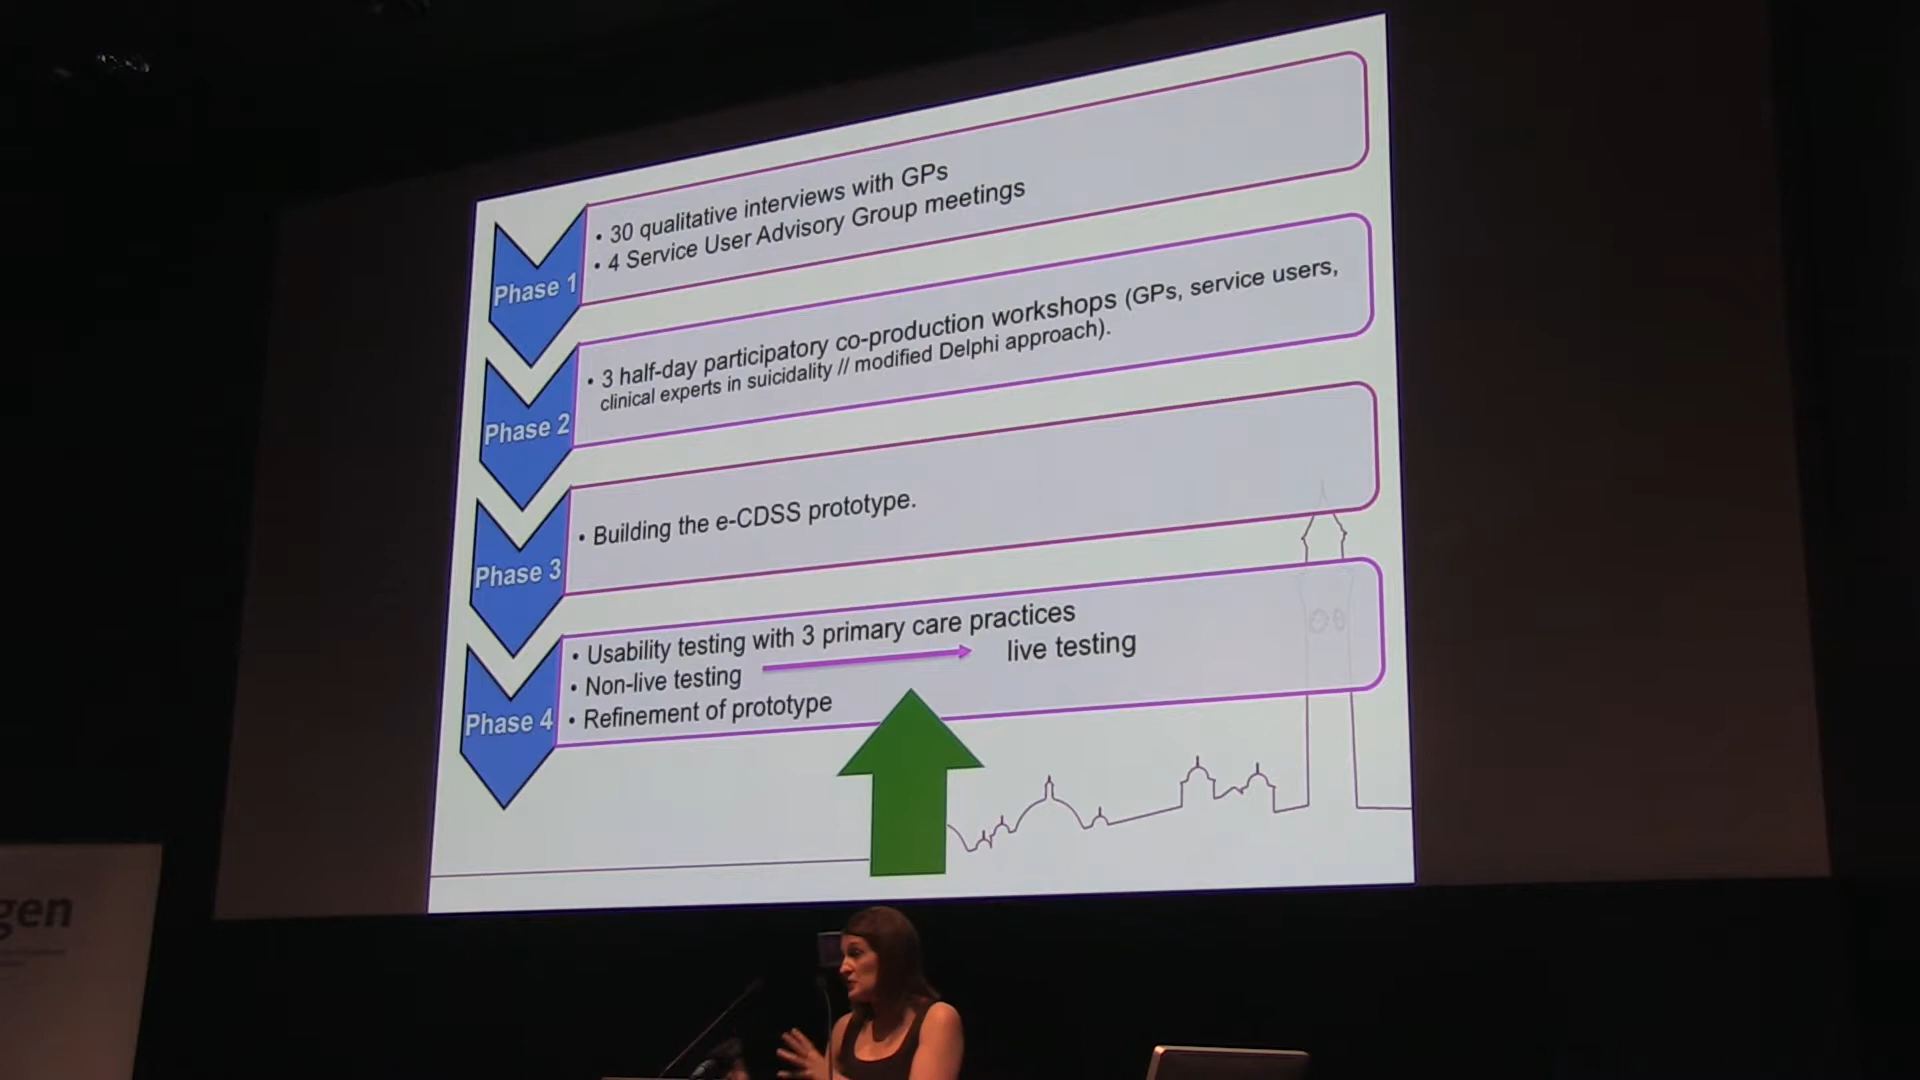 Phase 1
• 30 qualitative interviews with GPs
• 4 Service User Advisory Group meetings
Phase 2
• 3 half-day participatory co-production workshops (GPs, service users,
clinical experts in suicidality // modified Delphi approach).
Phase 3
• Building the e-CDSS prototype.
Phase 4
• Usability testing with 3 primary care practices
• Non-live testing
live testing
• Refinement of prototype
gen